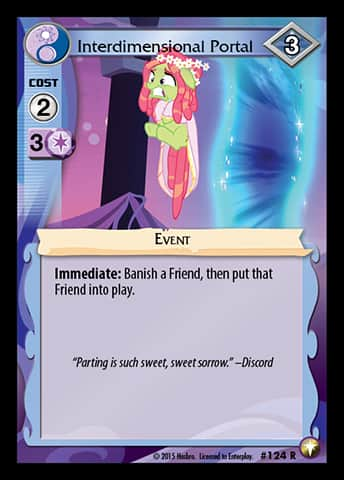 Interdimensional Portal
3
COST
2
3
EVENT
Immediate: Banish a Friend, then put that
Friend into play.
"Parting is such sweet, sweet sorrow." –Discord
© 2015 Hasbro. Licensed to Enterplay. #124 R